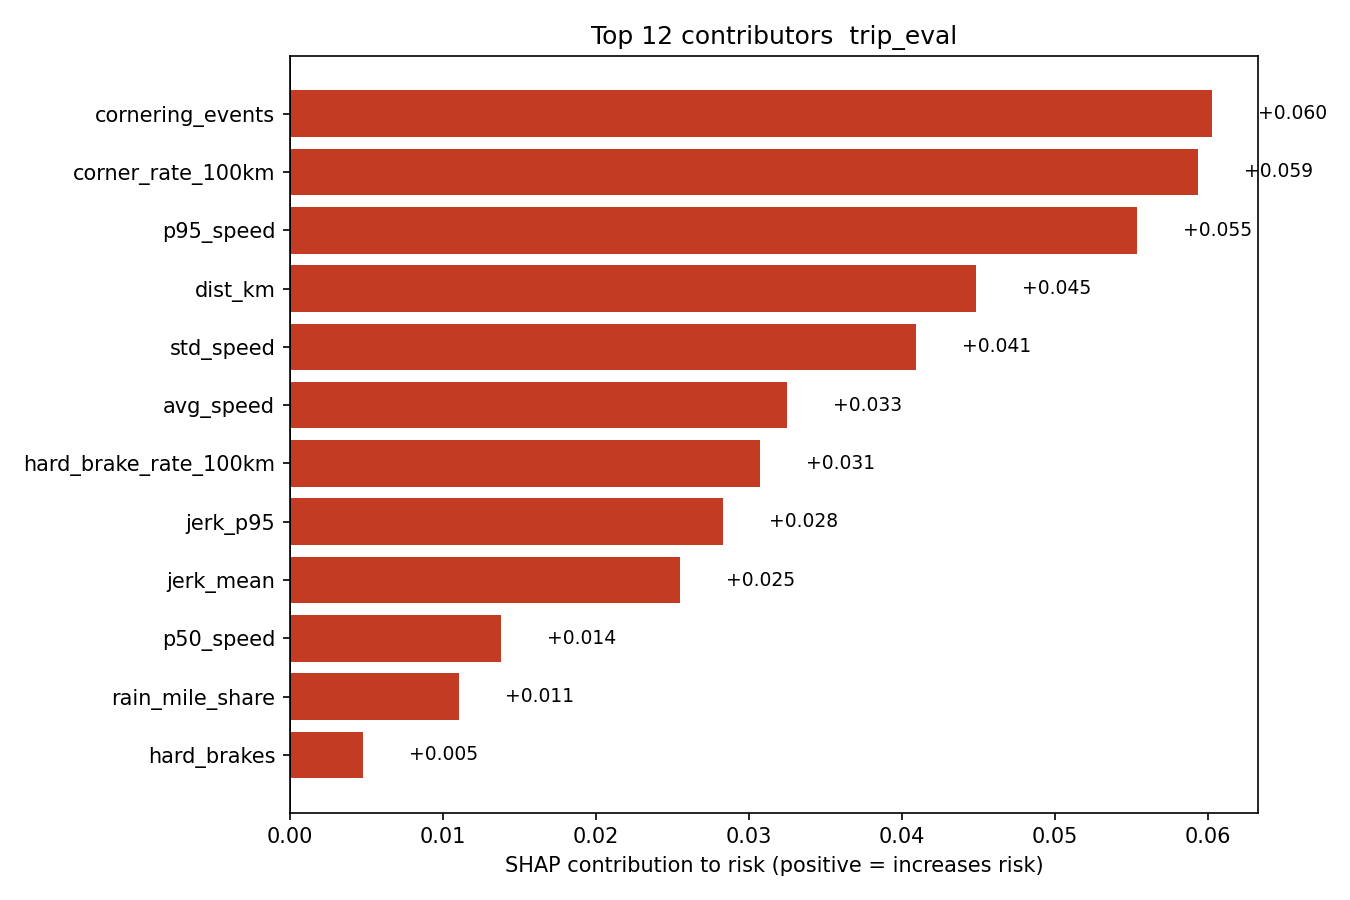 Top 12 contributors  trip_eval
cornering_events +0.060
corner_rate_100km +0.059
p95_speed +0.055
dist_km +0.045
std_speed +0.041
avg_speed +0.033
hard_brake_rate_100km +0.031
jerk_p95 +0.028
jerk_mean +0.025
p50_speed +0.014
rain_mile_share +0.011
hard_brakes +0.005
0.00 0.01 0.02 0.03 0.04 0.05 0.06
SHAP contribution to risk (positive = increases risk)